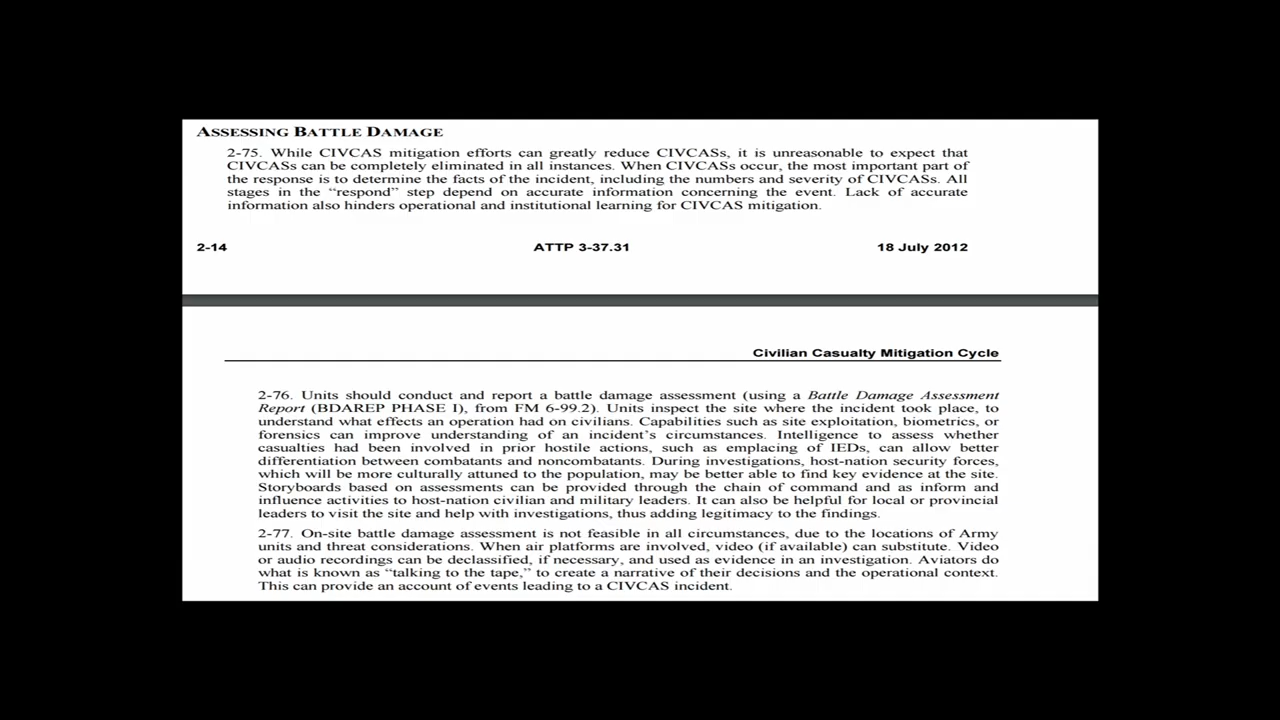 ASSESSING BATTLE DAMAGE
2-75. While CIVCAS mitigation efforts can greatly reduce CIVCASs, it is unreasonable to expect that
CIVCASs can be completely eliminated in all instances. When CIVCASs occur, the most important part of
the response is to determine the facts of the incident, including the numbers and severity of CIVCASs. All
stages in the “respond” step depend on accurate information concerning the event. Lack of accurate
information also hinders operational and institutional learning for CIVCAS mitigation.
2-14 ATTP 3-37.31 18 July 2012
Civilian Casualty Mitigation Cycle
2-76. Units should conduct and report a battle damage assessment (using a Battle Damage Assessment
Report (BDAREP PHASE I), from FM 6-99.2). Units inspect the site where the incident took place, to
understand what effects an operation had on civilians. Capabilities such as site exploitation, biometrics, or
forensics can improve understanding of an incident’s circumstances. Intelligence to assess whether
casualties had been involved in prior hostile actions, such as emplacing of IEDs, can allow better
differentiation between combatants and noncombatants. During investigations, host-nation security forces,
which will be more culturally attuned to the population, may be better able to find key evidence at the site.
Storyboards based on assessments can be provided through the chain of command and as inform and
influence activities to host-nation civilian and military leaders. It can also be helpful for local or provincial
leaders to visit the site and help with investigations, thus adding legitimacy to the findings.
2-77. On-site battle damage assessment is not feasible in all circumstances, due to the locations of Army
units and threat considerations. When air platforms are involved, video (if available) can substitute. Video
or audio recordings can be declassified, if necessary, and used as evidence in an investigation. Aviators do
what is known as “talking to the tape,” to create a narrative of their decisions and the operational context.
This can provide an account of events leading to a CIVCAS incident.